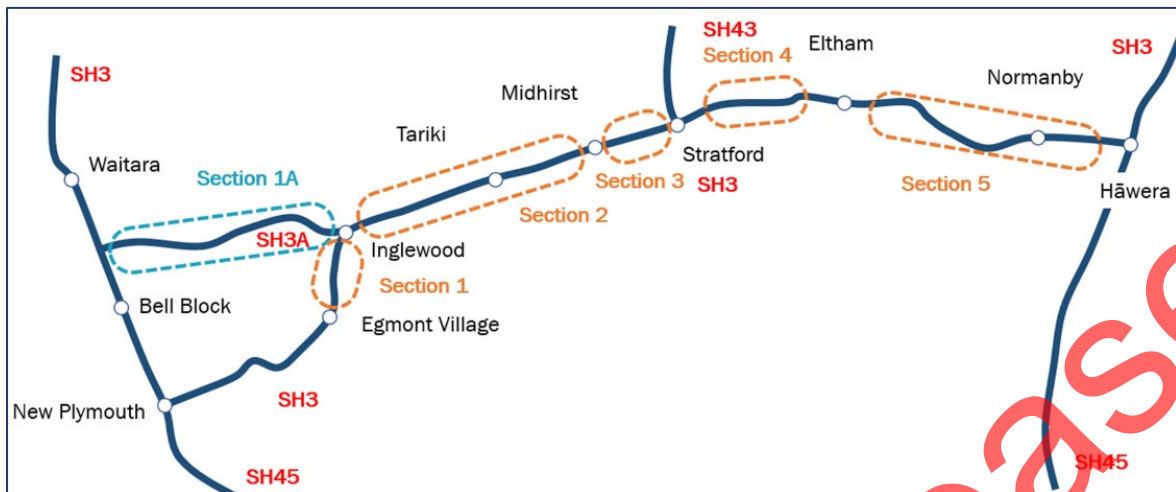 SH43
Eltham
SH3
SH3
Section 4
Normanby
Midhirst
Tariki
Waitara
Stratford
Section 1A
Section 3
SH3
Section 5
Hāwera
Section 2
SH3A
Inglewood
Section 1
Bell Block
Egmont Village
SH3
New Plymouth
SH45
SH45